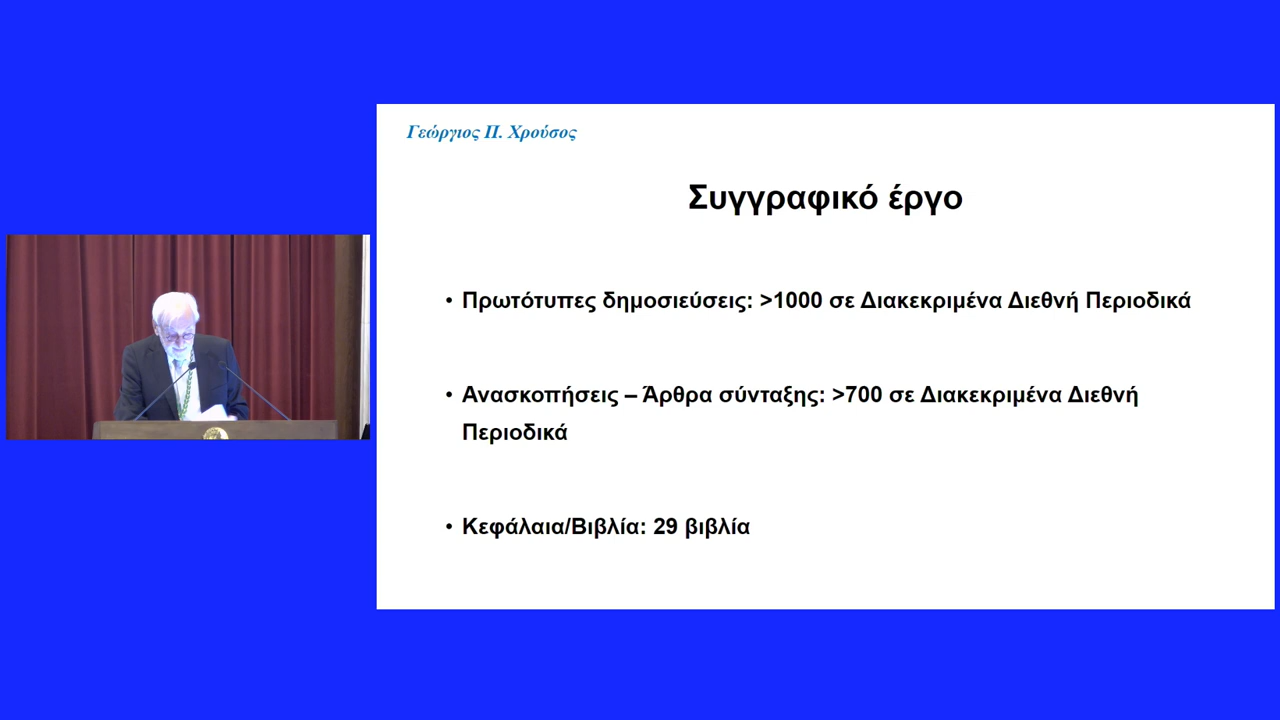 Γεώργιος Π. Χρούσος
Συγγραφικό έργο
• Πρωτότυπες δημοσιεύσεις: >1000 σε Διακεκριμένα Διεθνή Περιοδικά
• Ανασκοπήσεις – Άρθρα σύνταξης: >700 σε Διακεκριμένα Διεθνή
Περιοδικά
• Κεφάλαια/Βιβλία: 29 βιβλία